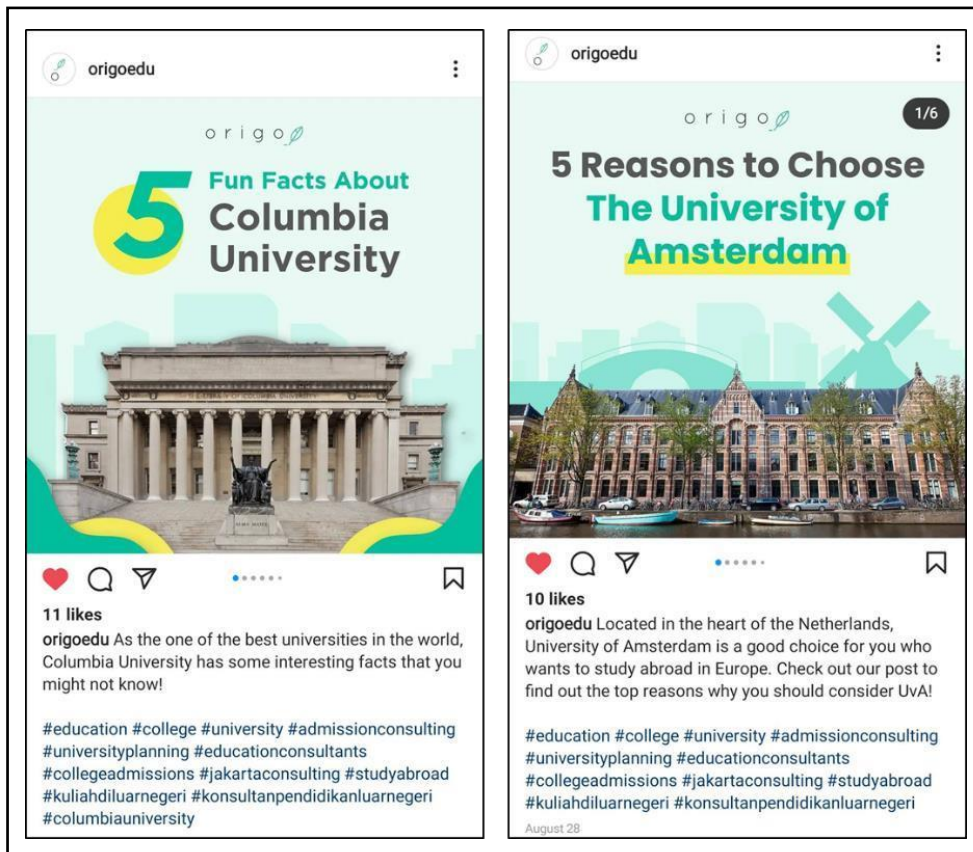 origoedu
origo
5
Fun Facts About
Columbia
University
11 likes
origoedu As the one of the best universities in the world,
Columbia University has some interesting facts that you
might not know!
#education #college #university #admissionconsulting
#universityplanning #educationconsultants
#collegeadmissions #jakartaconsulting #studyabroad
#kuliahdiluarnegeri #konsultanpendidikanluarnegeri
#columbiauniversity
origoedu
1/6
origo
5 Reasons to Choose
The University of
Amsterdam
10 likes
origoedu Located in the heart of the Netherlands,
University of Amsterdam is a good choice for you who
wants to study abroad in Europe. Check out our post to
find out the top reasons why you should consider UvA!
#education #college #university #admissionconsulting
#universityplanning #educationconsultants
#collegeadmissions #jakartaconsulting #studyabroad
#kuliahdiluarnegeri #konsultanpendidikanluarnegeri
August 28